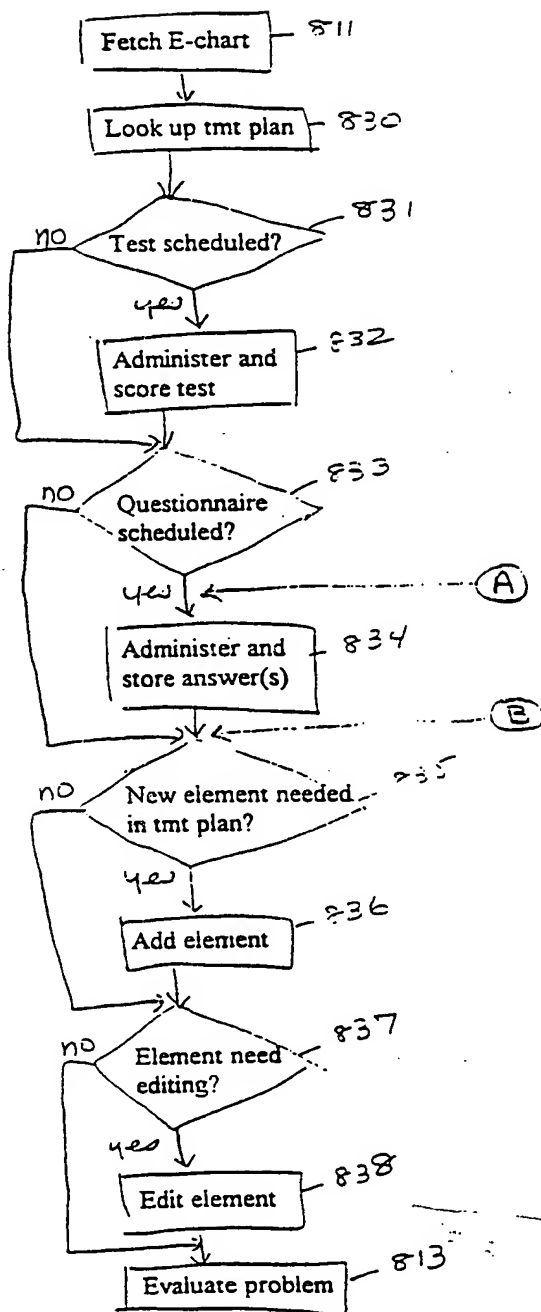 Fetch E-chart 811
Look up tmt plan 830
831
no Test scheduled?
yes
832
Administer and
score test
833
no Questionnaire
scheduled?
yes A
834
Administer and
store answer(s)
B
835
no New element needed
in tmt plan?
yes
836
Add element
837
no Element need
editing?
yes
838
Edit element
813
Evaluate problem